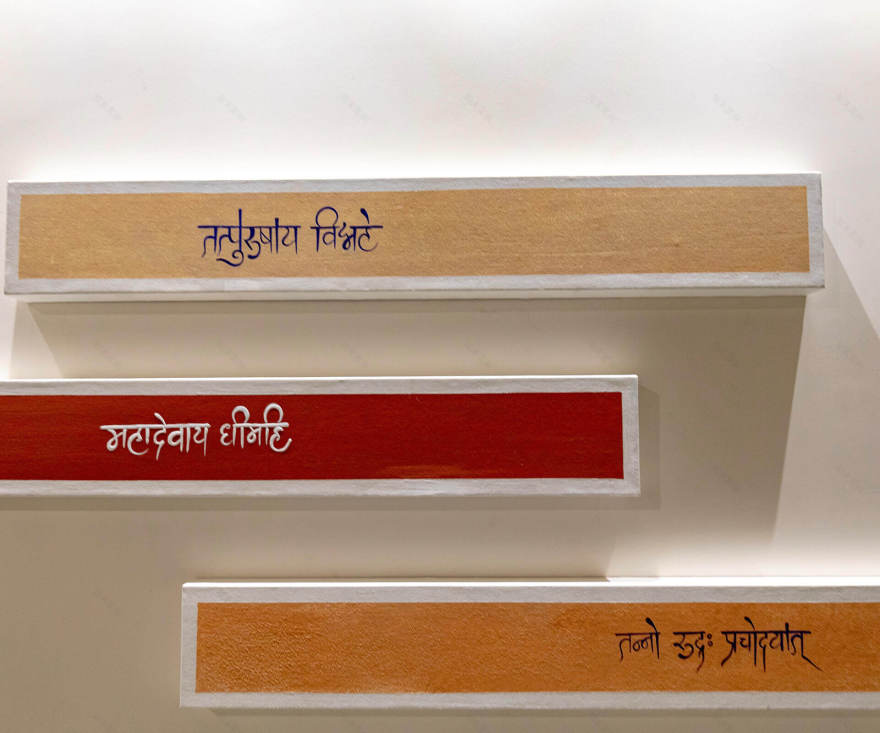 तत्पुरुषाय विद्महे
महादेवाय धीमहि
तन्नो रुद्रः प्रचोदयात्